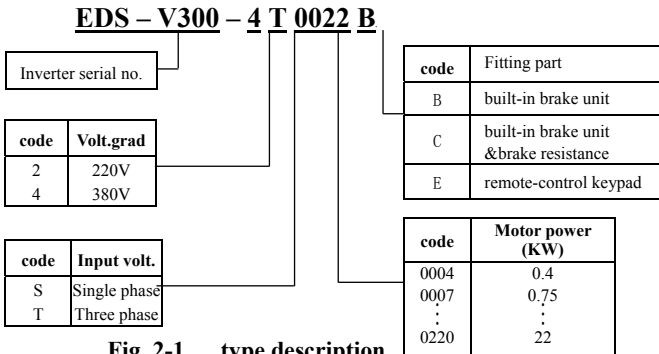 EDS – V300 – 4 T 0022 B
Inverter serial no.
code Volt.grad
2 220V
4 380V
code Input volt.
S Single phase
T Three phase
code Fitting part
B built-in brake unit
C built-in brake unit
&brake resistance
E remote-control keypad
code Motor power
(KW)
0004 0.4
0007 0.75
⋮ ⋮
0220 22
Fig. 2-1 type description